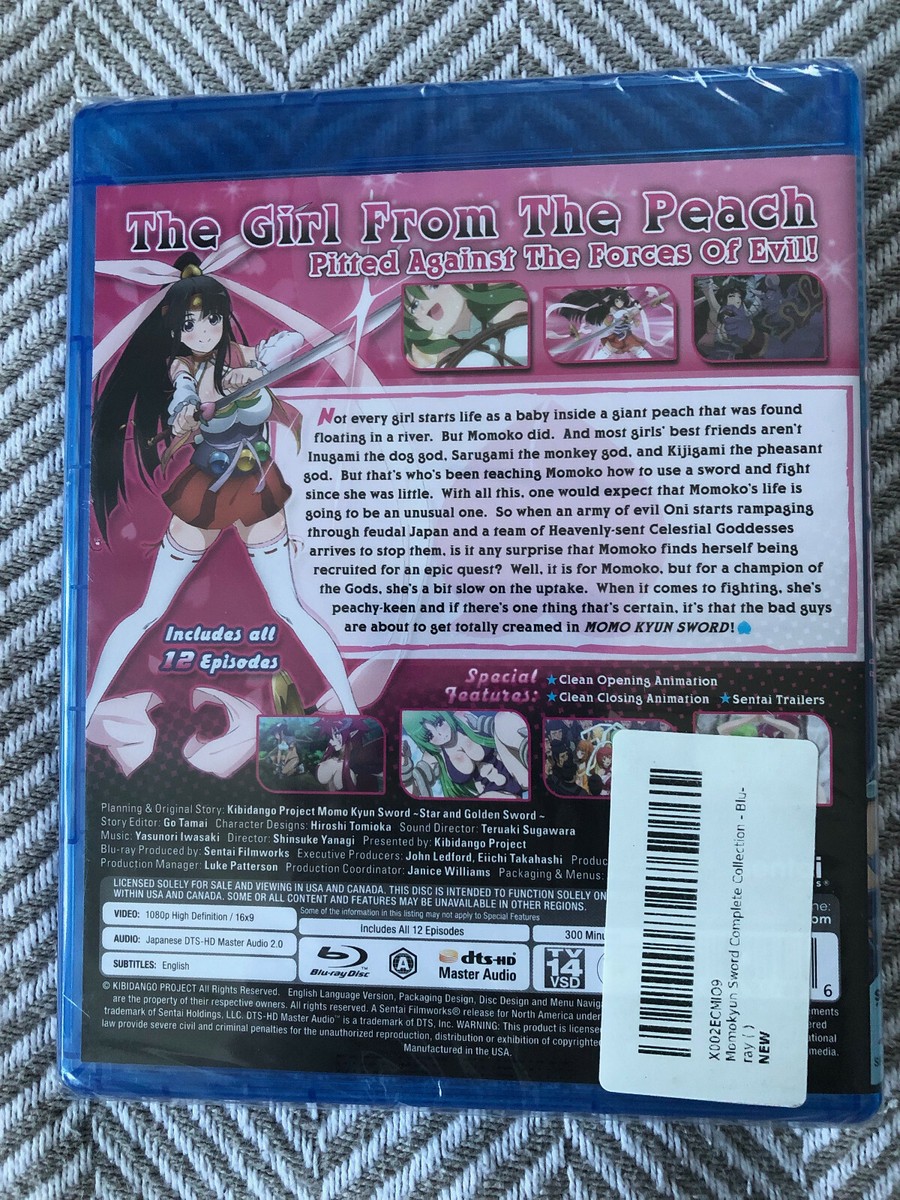 The Girl From The Peach
Pitted Against The Forces Of Evil!
Not every girl starts life as a baby inside a giant peach that was found
floating in a river. But Momoko did. And most girls' best friends aren't
Inugami the dog god, Sarugami the monkey god, and Kijigami the pheasant
god. But that's who's been teaching Momoko how to use a sword and fight
since she was little. With all this, one would expect that Momoko's life is
going to be an unusual one. So when an army of evil Oni starts rampaging
through feudal Japan and a team of Heavenly-sent Celestial Goddesses
arrives to stop them, is it any surprise that Momoko finds herself being
recruited for an epic quest? Well, it is for Momoko, but for a champion of
the Gods, she's a bit slow on the uptake. When it comes to fighting, she's
peachy-keen and if there's one thing that's certain, it's that the bad guys
are about to get totally creamed in MOMO KYUN SWORD!
Includes all
12 Episodes
Special Features:
★Clean Opening Animation
★Clean Closing Animation ★Sentai Trailers
Planning & Original Story: Kibidango Project Momo Kyun Sword ~Star and Golden Sword ~
Story Editor: Go Tamai Character Designs: Hiroshi Tomioka Sound Director: Teruaki Sugawara
Music: Yasunori Iwasaki Director: Shinsuke Yanagi Presented by: Kibidango Project
Blu-ray Produced by: Sentai Filmworks Executive Producers: John Ledford, Eiichi Takahashi Produc
Production Manager: Luke Patterson Production Coordinator: Janice Williams Packaging & Menus:
LICENSED SOLELY FOR SALE AND VIEWING IN USA AND CANADA. THIS DISC IS INTENDED TO FUNCTION SOLELY ON
WITHIN USA AND CANADA. SOME OR ALL CONTENT AND FEATURES MAY BE UNAVAILABLE IN OTHER REGIONS.
Some of the information in this listing may not apply to Special Features
VIDEO: 1080p High Definition / 16x9
AUDIO: Japanese DTS-HD Master Audio 2.0
SUBTITLES: English
Includes All 12 Episodes
300 Minu
Blu-ray Disc™
A
dts-HD
Master Audio
TV
14
VSD
© KIBIDANGO PROJECT All Rights Reserved. English Language Version, Packaging Design, Disc Design and Menu Naviga
are the property of their respective owners. All rights reserved. A Sentai Filmworks® release for North America under
trademark of Sentai Holdings, LLC. DTS-HD Master Audio™ is a trademark of DTS, Inc. WARNING: This product is license
law provide severe civil and criminal penalties for the unauthorized reproduction, distribution or exhibition of copyrighte
Manufactured in the USA.
6
media.
X002ECMIO9
Momokyun Sword Complete Collection - Blu-
ray ( )
NEW